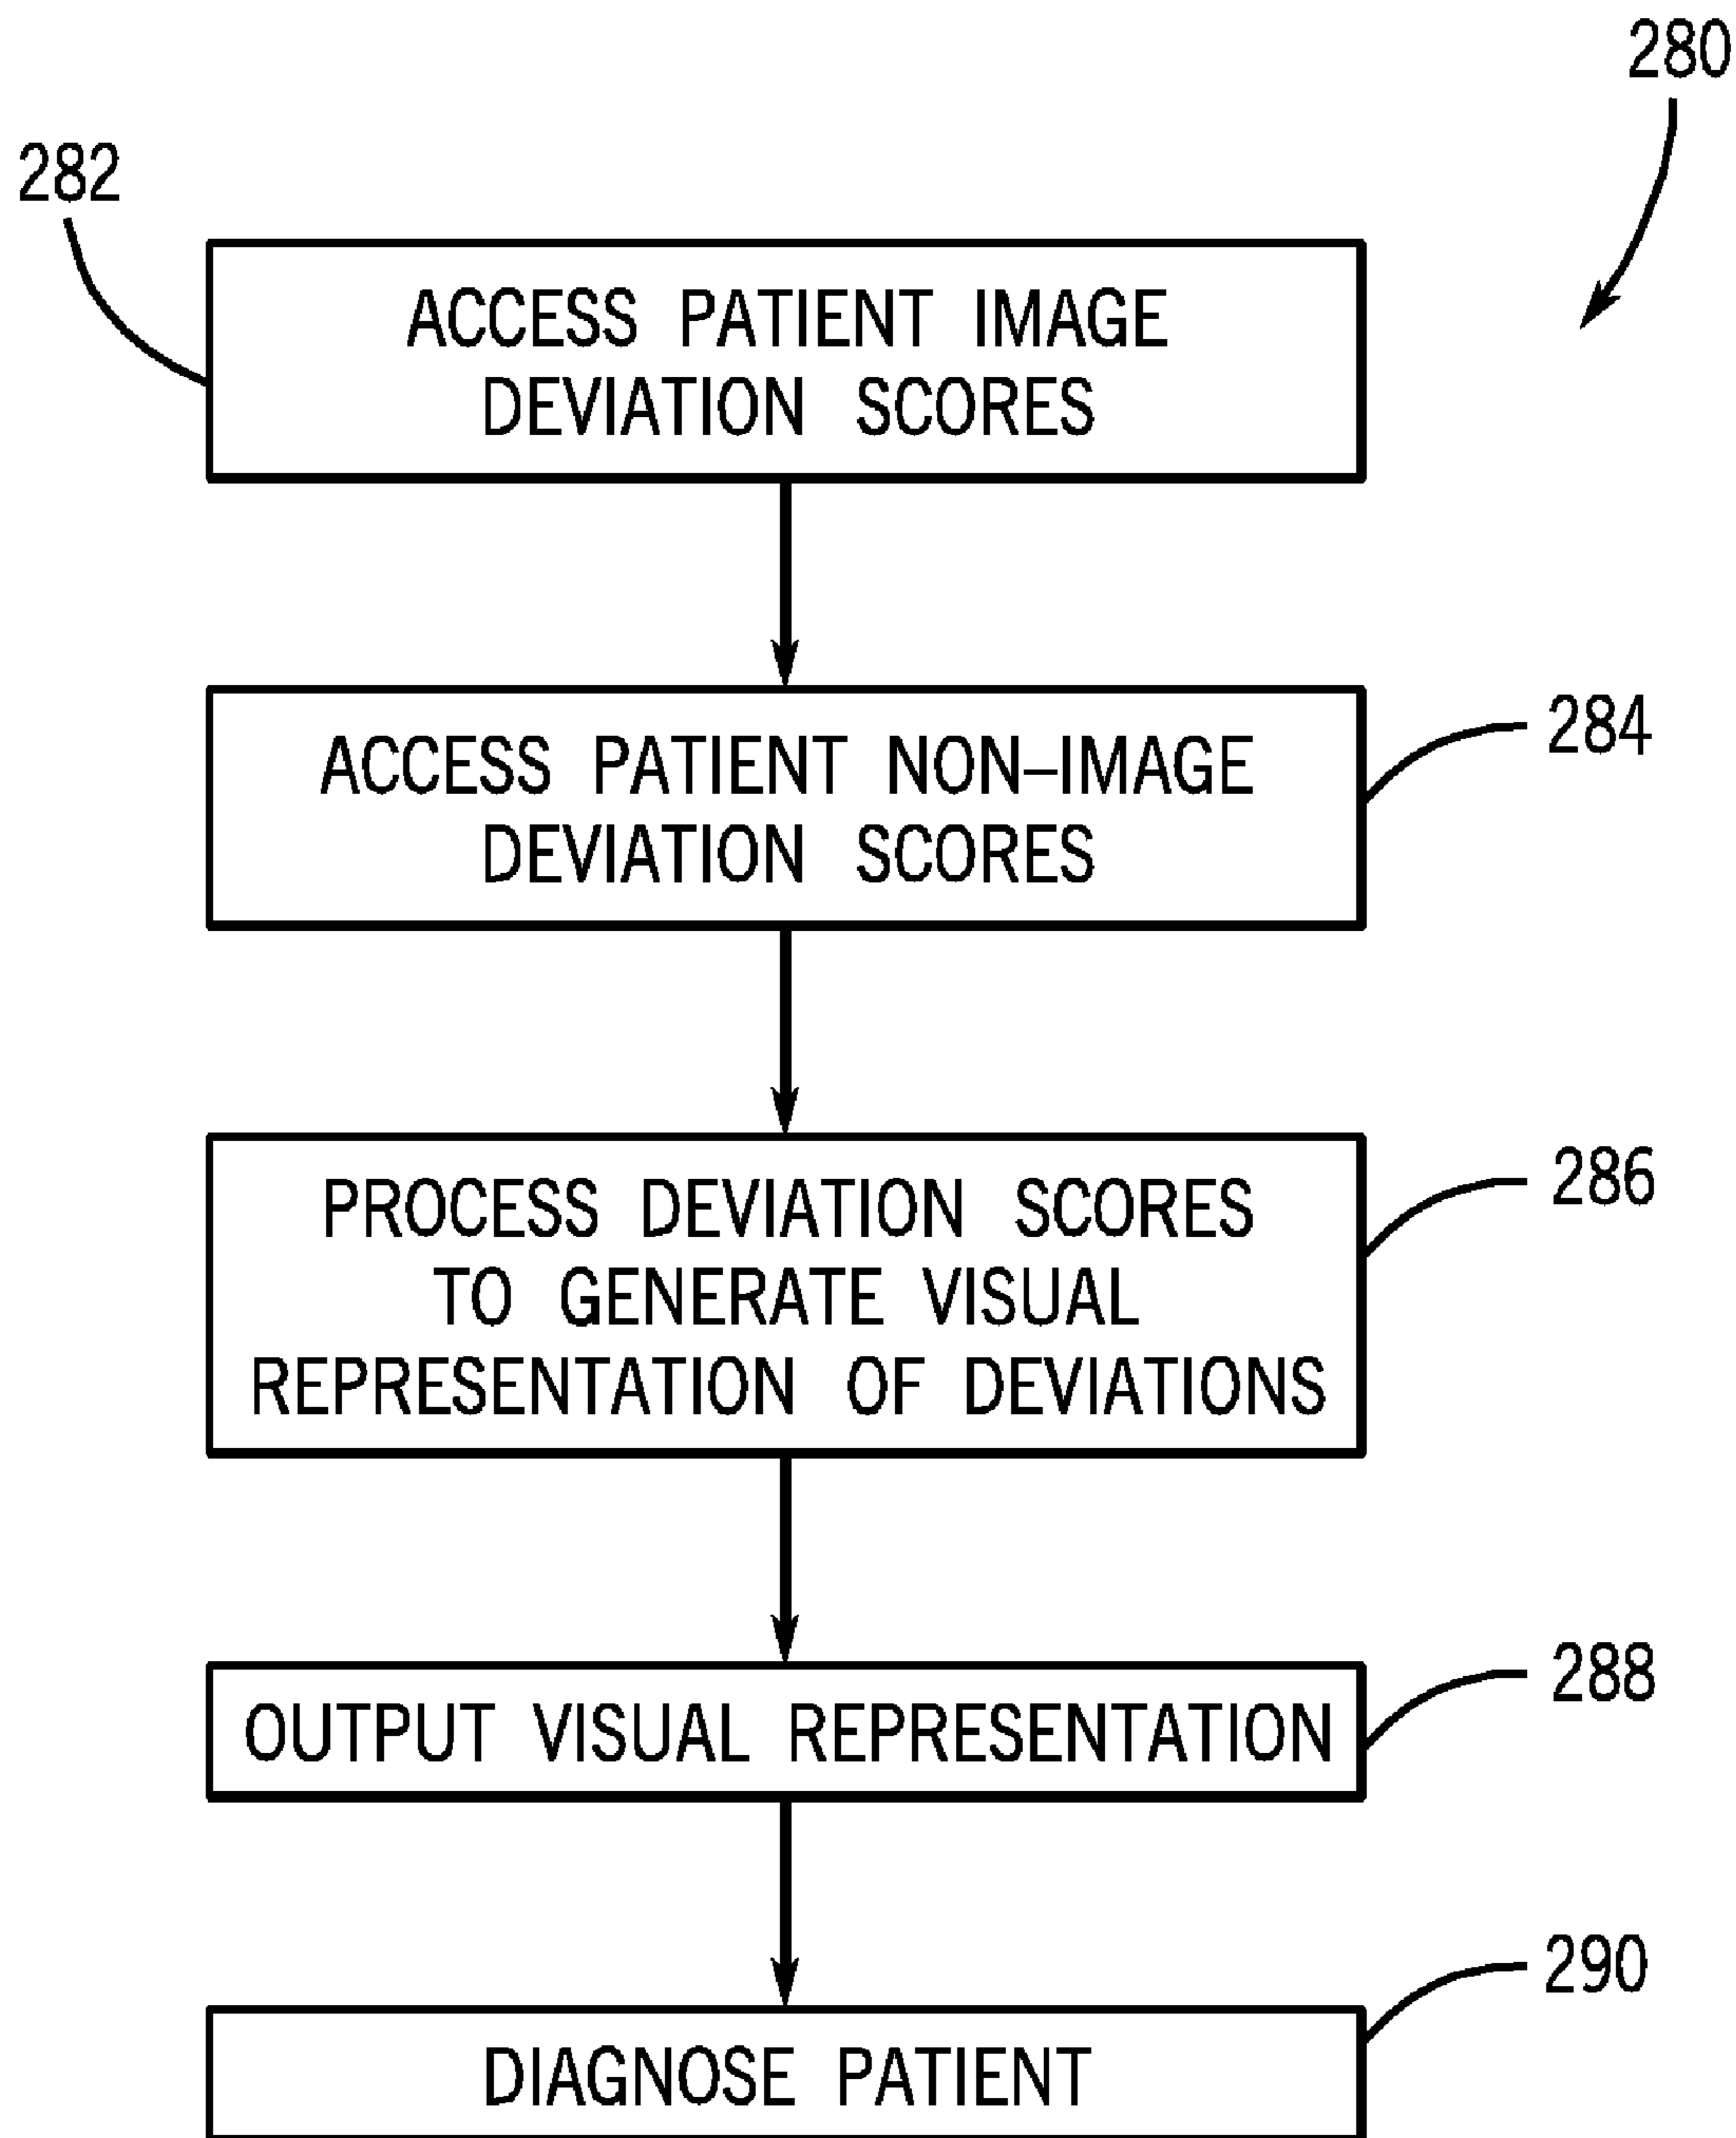 280
282
ACCESS PATIENT IMAGE
DEVIATION SCORES
ACCESS PATIENT NON-IMAGE
DEVIATION SCORES
284
PROCESS DEVIATION SCORES
TO GENERATE VISUAL
REPRESENTATION OF DEVIATIONS
286
OUTPUT VISUAL REPRESENTATION
288
DIAGNOSE PATIENT
290